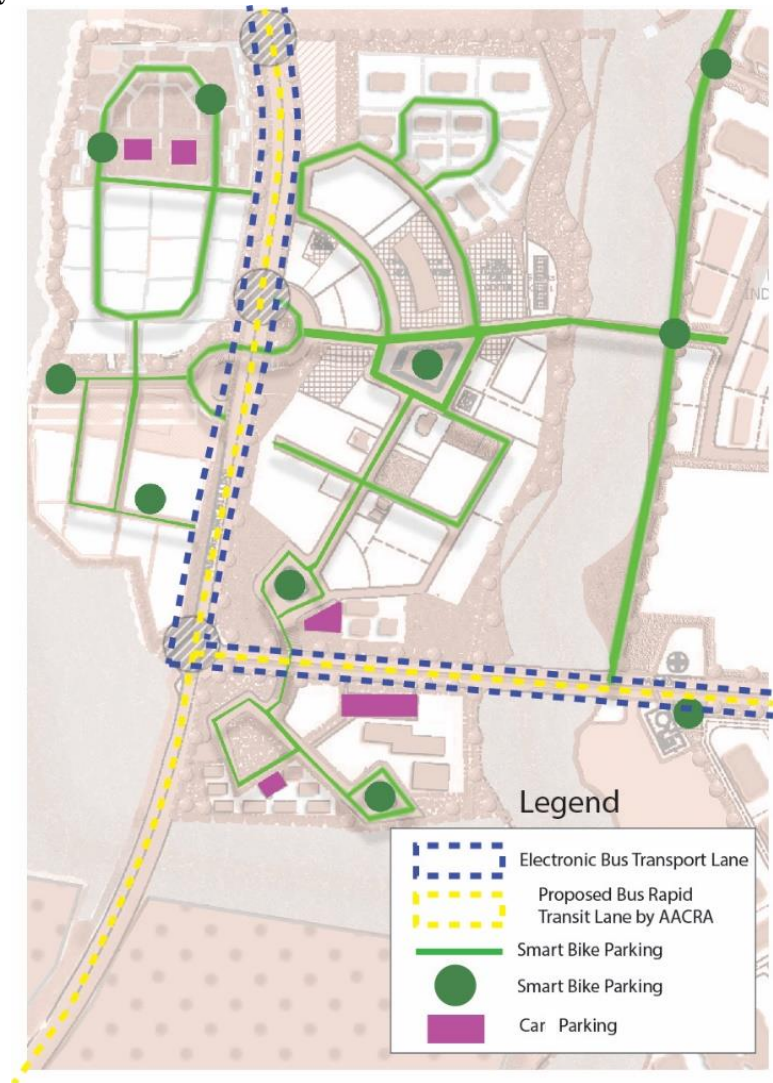 y
IND
Legend
Electronic Bus Transport Lane
Proposed Bus Rapid
Transit Lane by AACRA
Smart Bike Parking
Smart Bike Parking
Car Parking